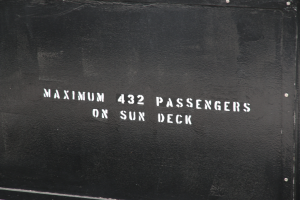 MAXIMUM 432 PASSENGERS
ON SUN DECK